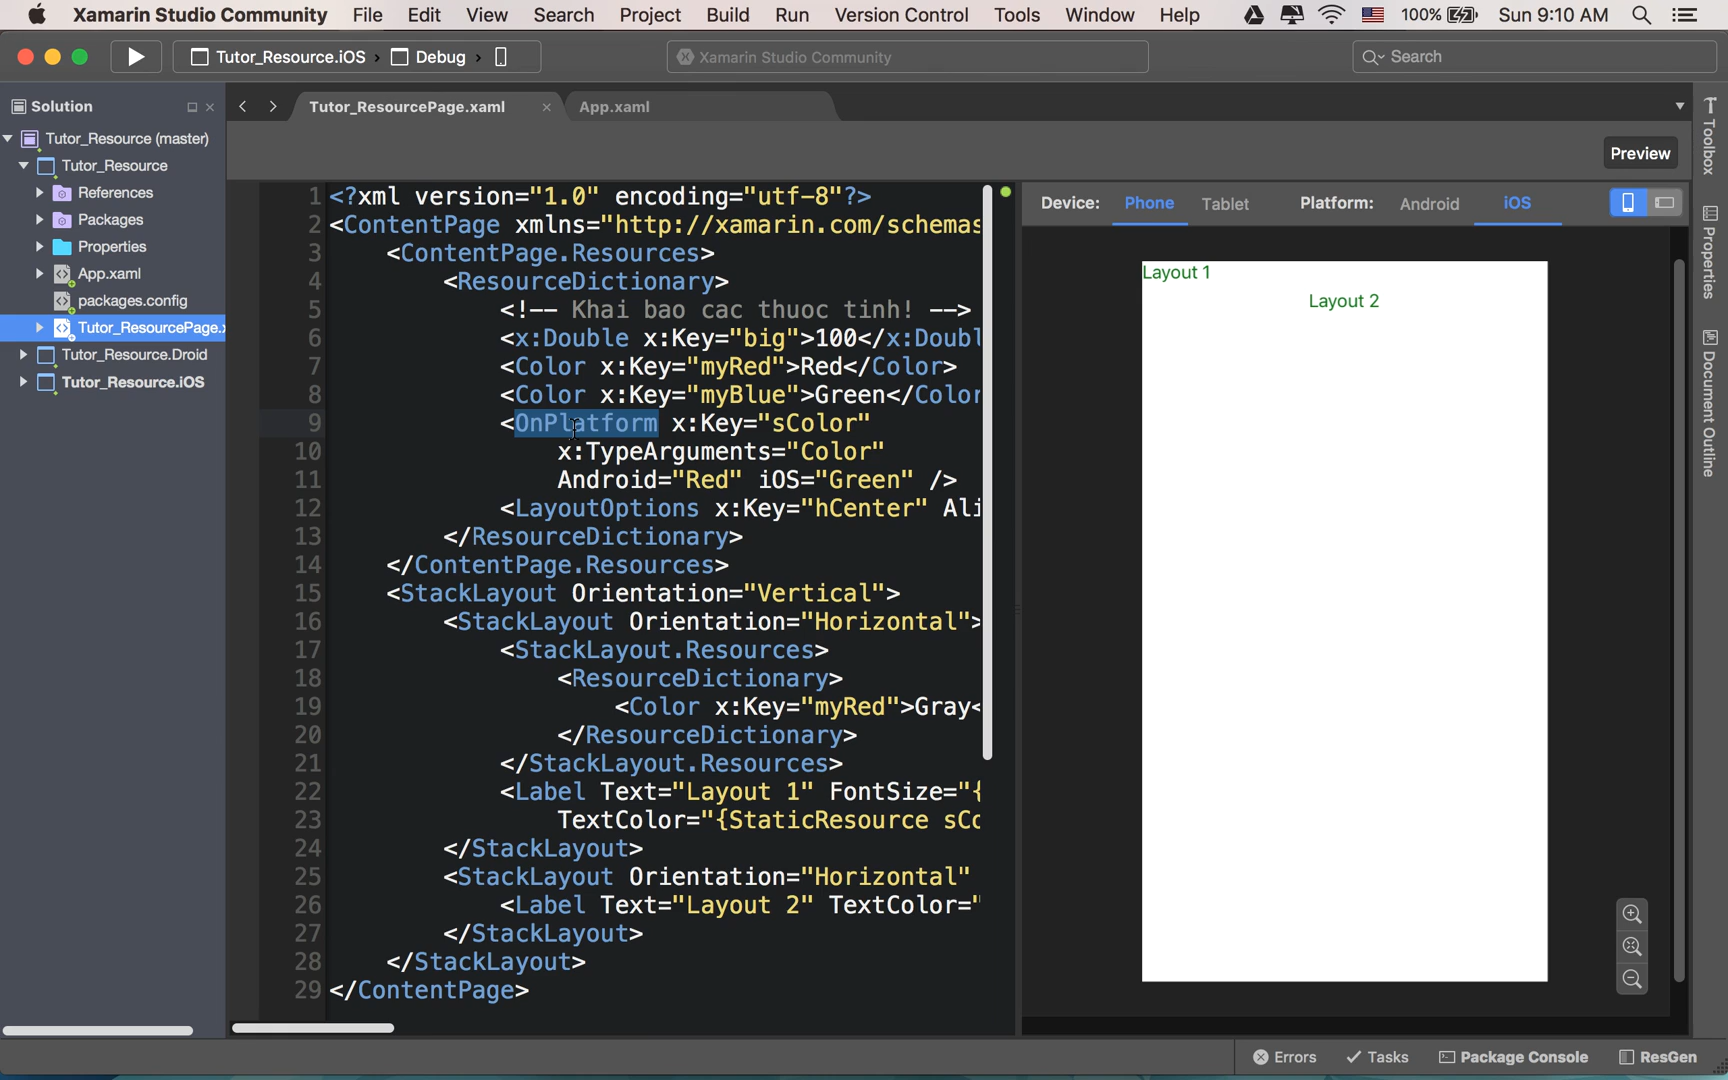 Xamarin Studio Community File Edit View Search Project Build Run Version Control Tools Window Help 100% Sun 9:10 AM
Tutor_Resource.iOS › Debug › Xamarin Studio Community Search
Solution
Tutor_ResourcePage.xaml
App.xaml
Tutor_Resource (master)
Tutor_Resource
References
Packages
Properties
App.xaml
packages.config
Tutor_ResourcePage.
Tutor_Resource.Droid
Tutor_Resource.iOS
Preview
1 <?xml version="1.0" encoding="utf-8"?>
2 <ContentPage xmlns="http://xamarin.com/schemas
3 <ContentPage.Resources>
4 <ResourceDictionary>
5 <!-- Khai bao cac thuoc tinh! -->
6 <x:Double x:Key="big">100</x:Doubl
7 <Color x:Key="myRed">Red</Color>
8 <Color x:Key="myBlue">Green</Color
9 <OnPlatform x:Key="sColor"
10 x:TypeArguments="Color"
11 Android="Red" iOS="Green" />
12 <LayoutOptions x:Key="hCenter" Ali
13 </ResourceDictionary>
14 </ContentPage.Resources>
15 <StackLayout Orientation="Vertical">
16 <StackLayout Orientation="Horizontal">
17 <StackLayout.Resources>
18 <ResourceDictionary>
19 <Color x:Key="myRed">Gray<
20 </ResourceDictionary>
21 </StackLayout.Resources>
22 <Label Text="Layout 1" FontSize="{
23 TextColor="{StaticResource sCo
24 </StackLayout>
25 <StackLayout Orientation="Horizontal"
26 <Label Text="Layout 2" TextColor="
27 </StackLayout>
28 </StackLayout>
29 </ContentPage>
Device: Phone Tablet Platform: Android iOS
Layout 1
Layout 2
Toolbox
Properties
Document Outline
Errors Tasks Package Console ResGen